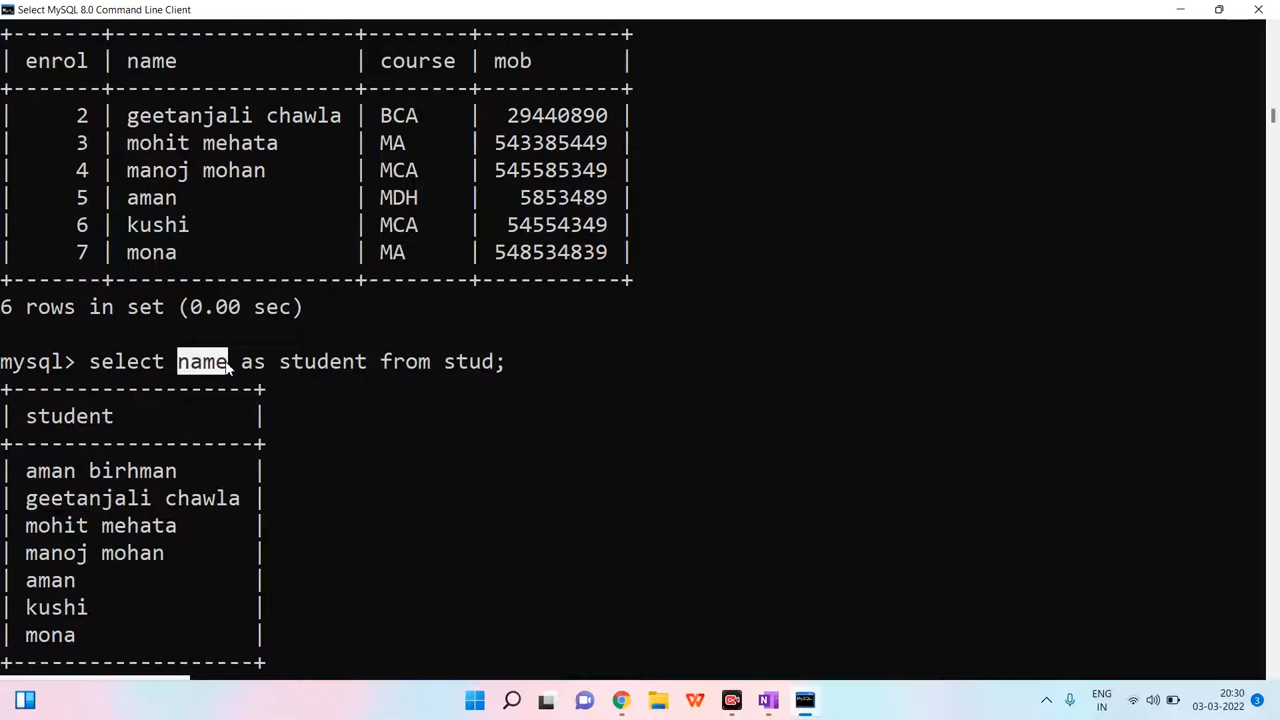 Select MySQL 8.0 Command Line Client
+-------+--------------------+--------+-----------+
| enrol | name               | course | mob       |
+-------+--------------------+--------+-----------+
|     2 | geetanjali chawla | BCA    |  29440890 |
|     3 | mohit mehata      | MA     | 543385449 |
|     4 | manoj mohan       | MCA    | 545585349 |
|     5 | aman              | MDH    |   5853489 |
|     6 | kushi             | MCA    |  54554349 |
|     7 | mona              | MA     | 548534839 |
+-------+--------------------+--------+-----------+
6 rows in set (0.00 sec)
mysql> select name as student from stud;
+-------------------+
| student           |
+-------------------+
| aman birhman      |
| geetanjali chawla |
| mohit mehata      |
| manoj mohan       |
| aman              |
| kushi             |
| mona              |
+-------------------+
W
N
ENG
IN
20:30
03-03-2022
3